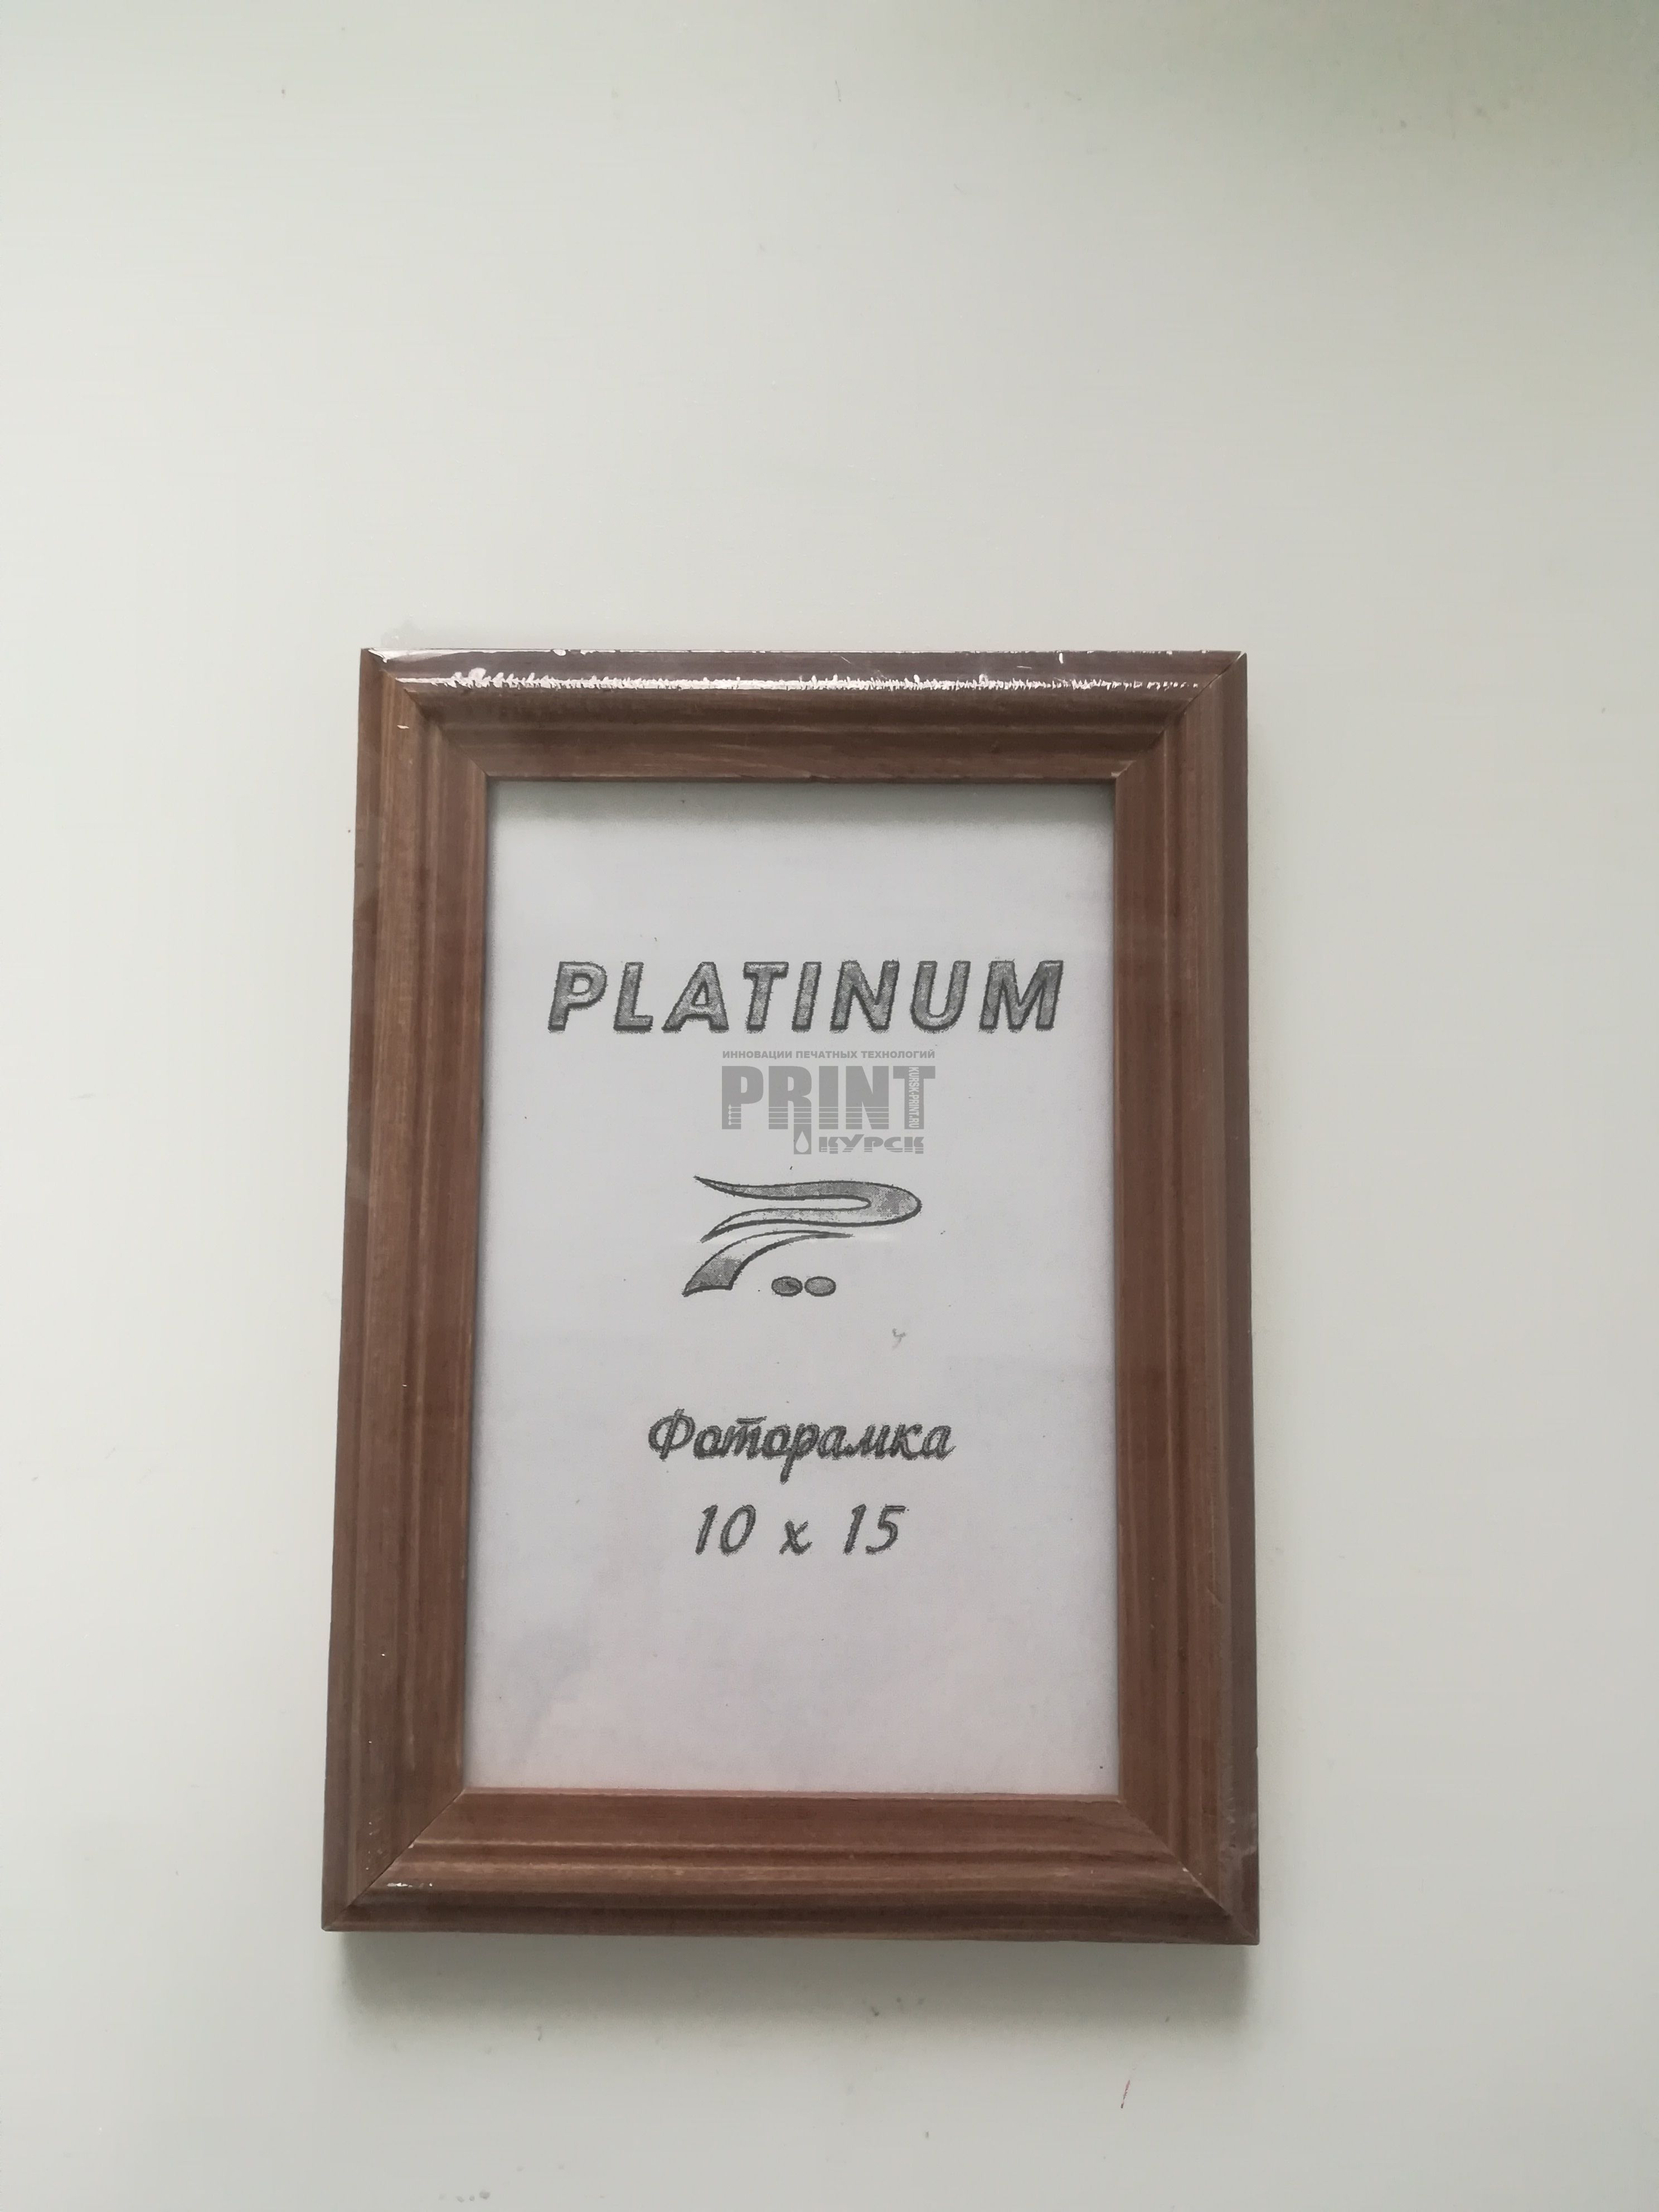 PLATINUM
ИННОВАЦИИ ПЕЧАТНЫХ ТЕХНОЛОГИЙ
PRINT
KURSK-PRINT.RU
КУРСК
Фоторамка
10 x 15